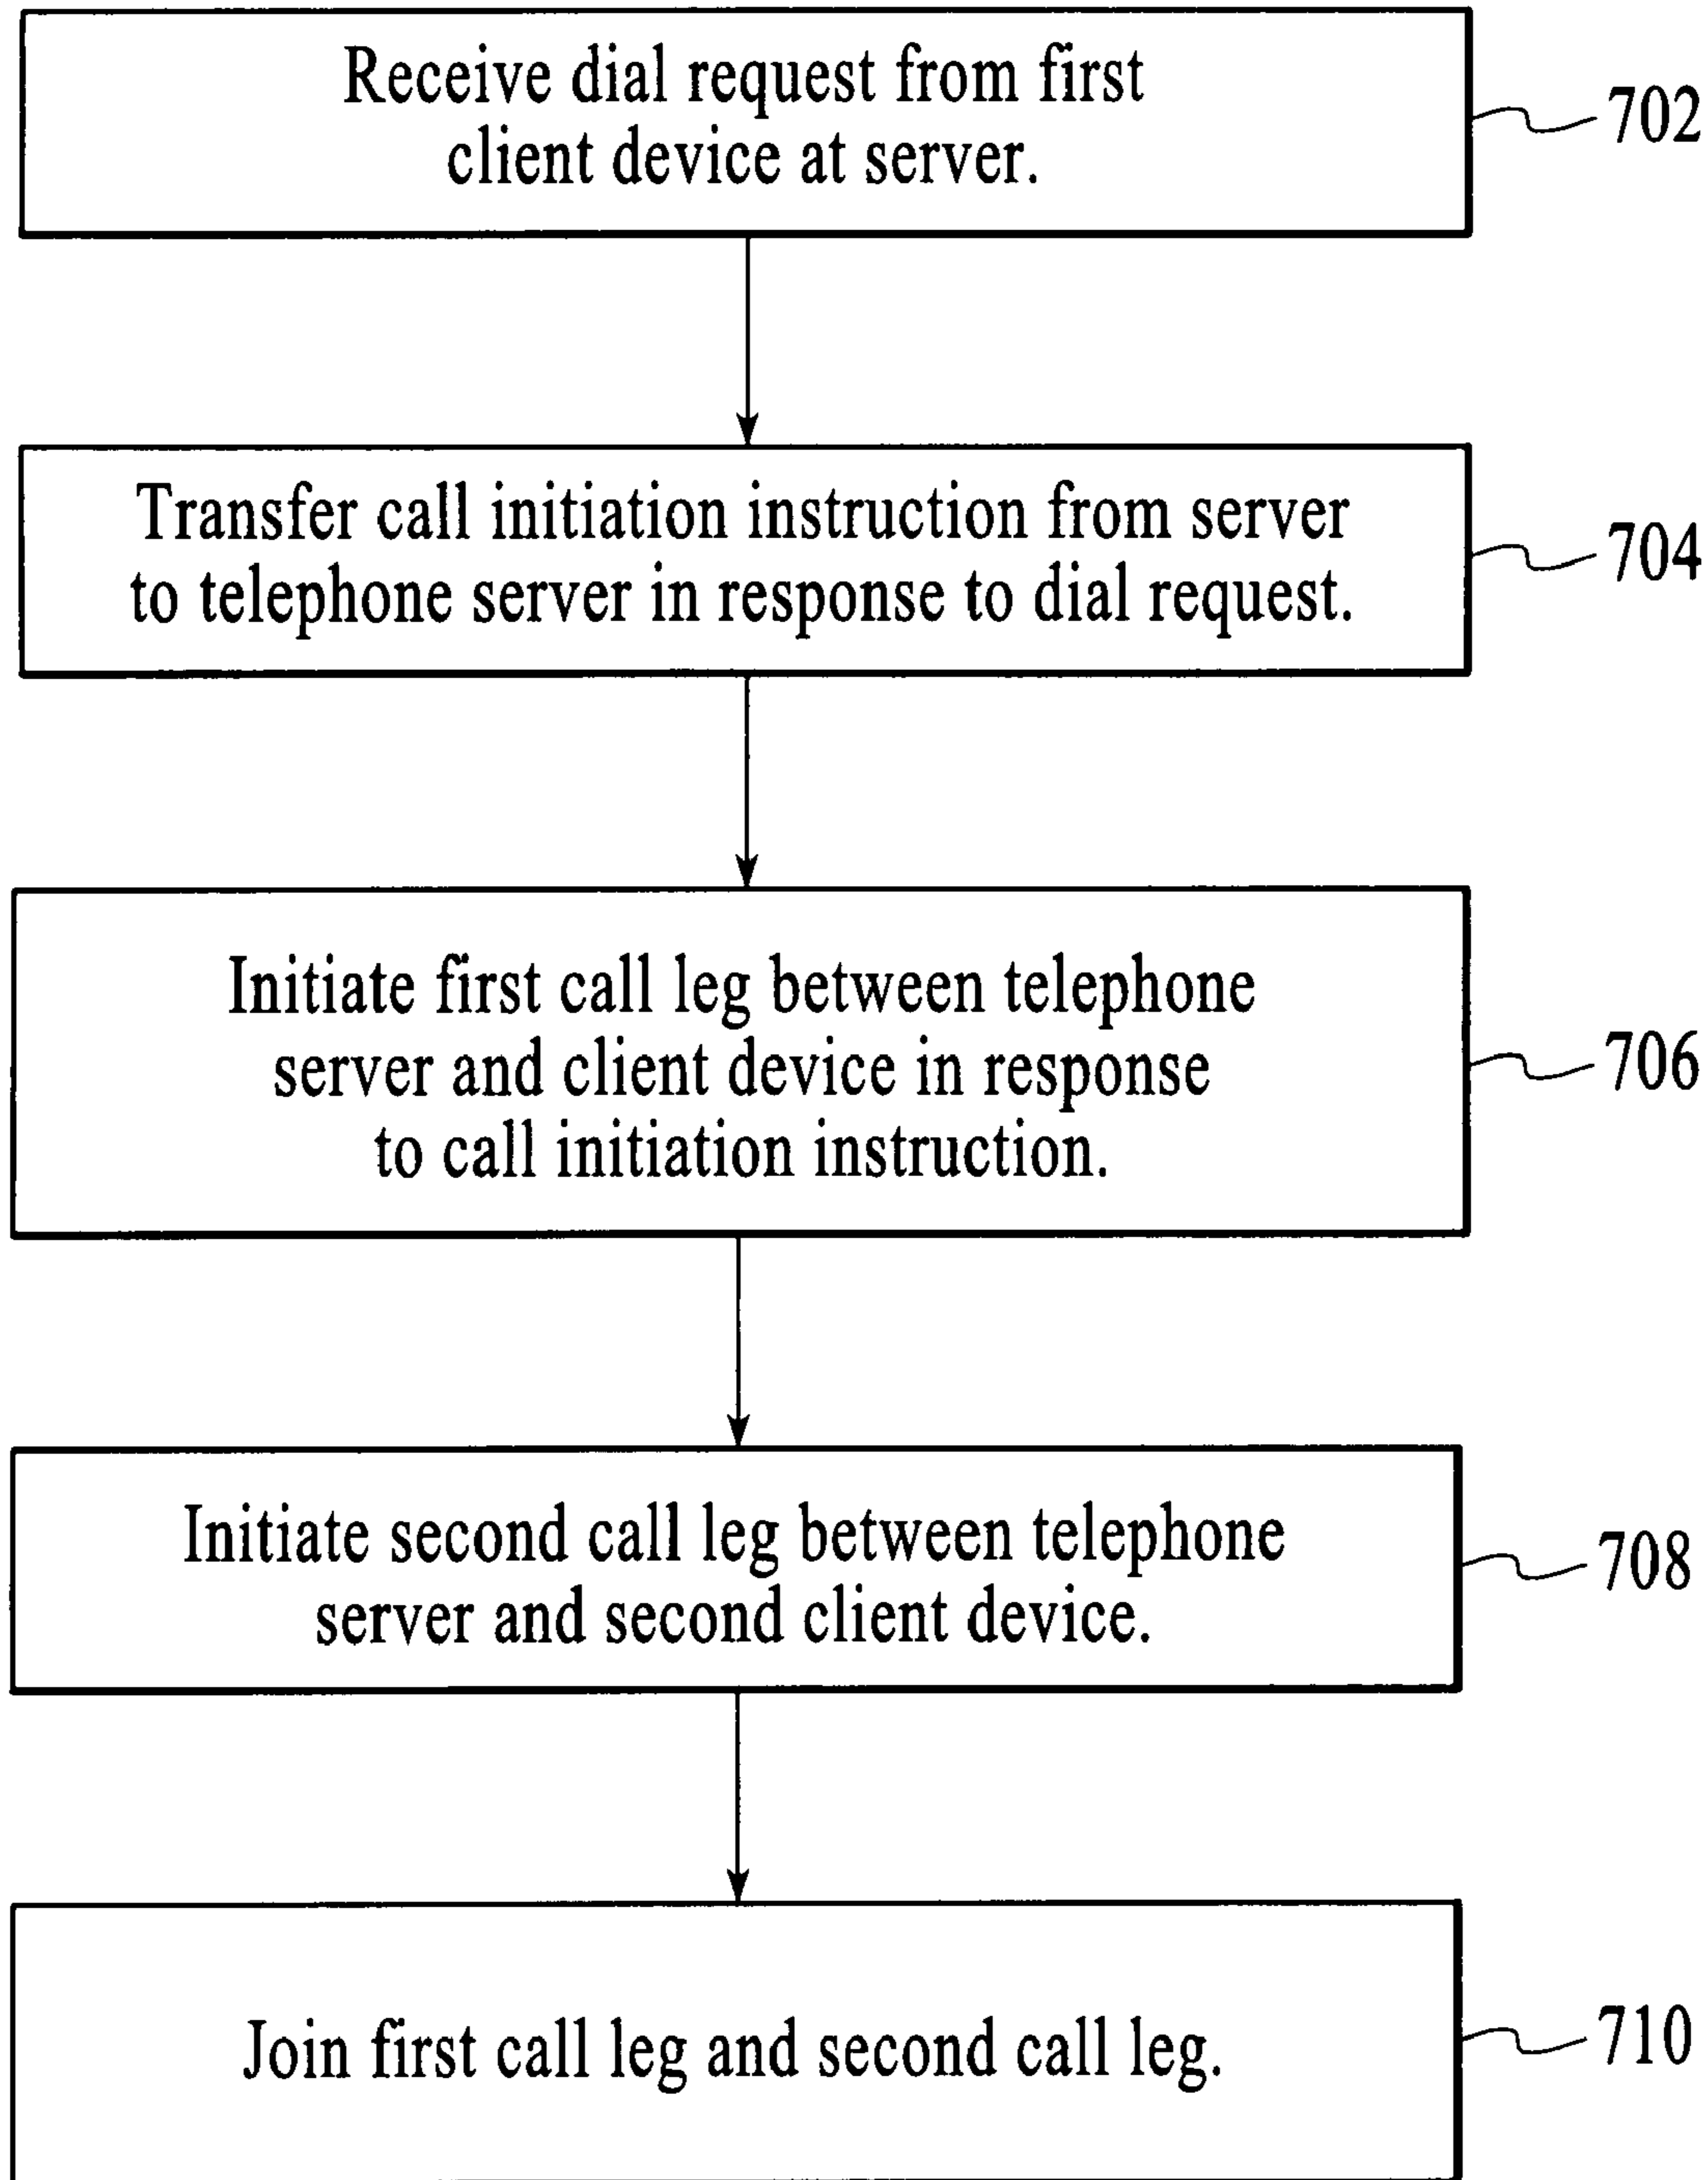 Receive dial request from first
client device at server.
702
Transfer call initiation instruction from server
to telephone server in response to dial request.
704
Initiate first call leg between telephone
server and client device in response
to call initiation instruction.
706
Initiate second call leg between telephone
server and second client device.
708
Join first call leg and second call leg.
710